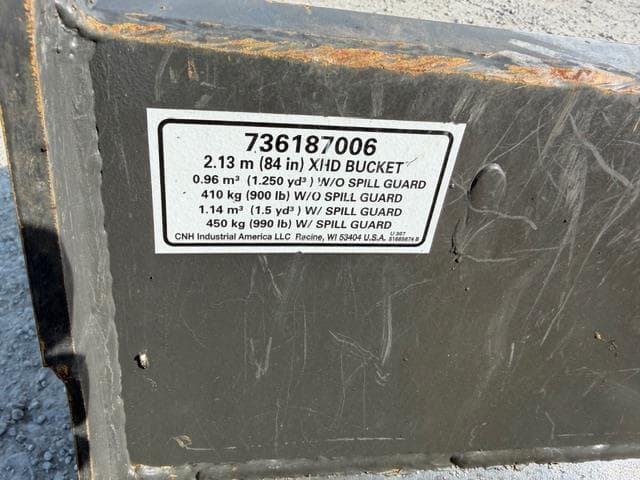 736187006
2.13 m (84 in) XHD BUCKET
0.96 m³ (1.250 yd³ ) W/O SPILL GUARD
410 kg (900 lb) W/O SPILL GUARD
1.14 m³ (1.5 yd³ ) W/ SPILL GUARD
450 kg (990 lb) W/ SPILL GUARD
CNH Industrial America LLC Racine, WI 53404 U.S.A.
U 307
51683674 B